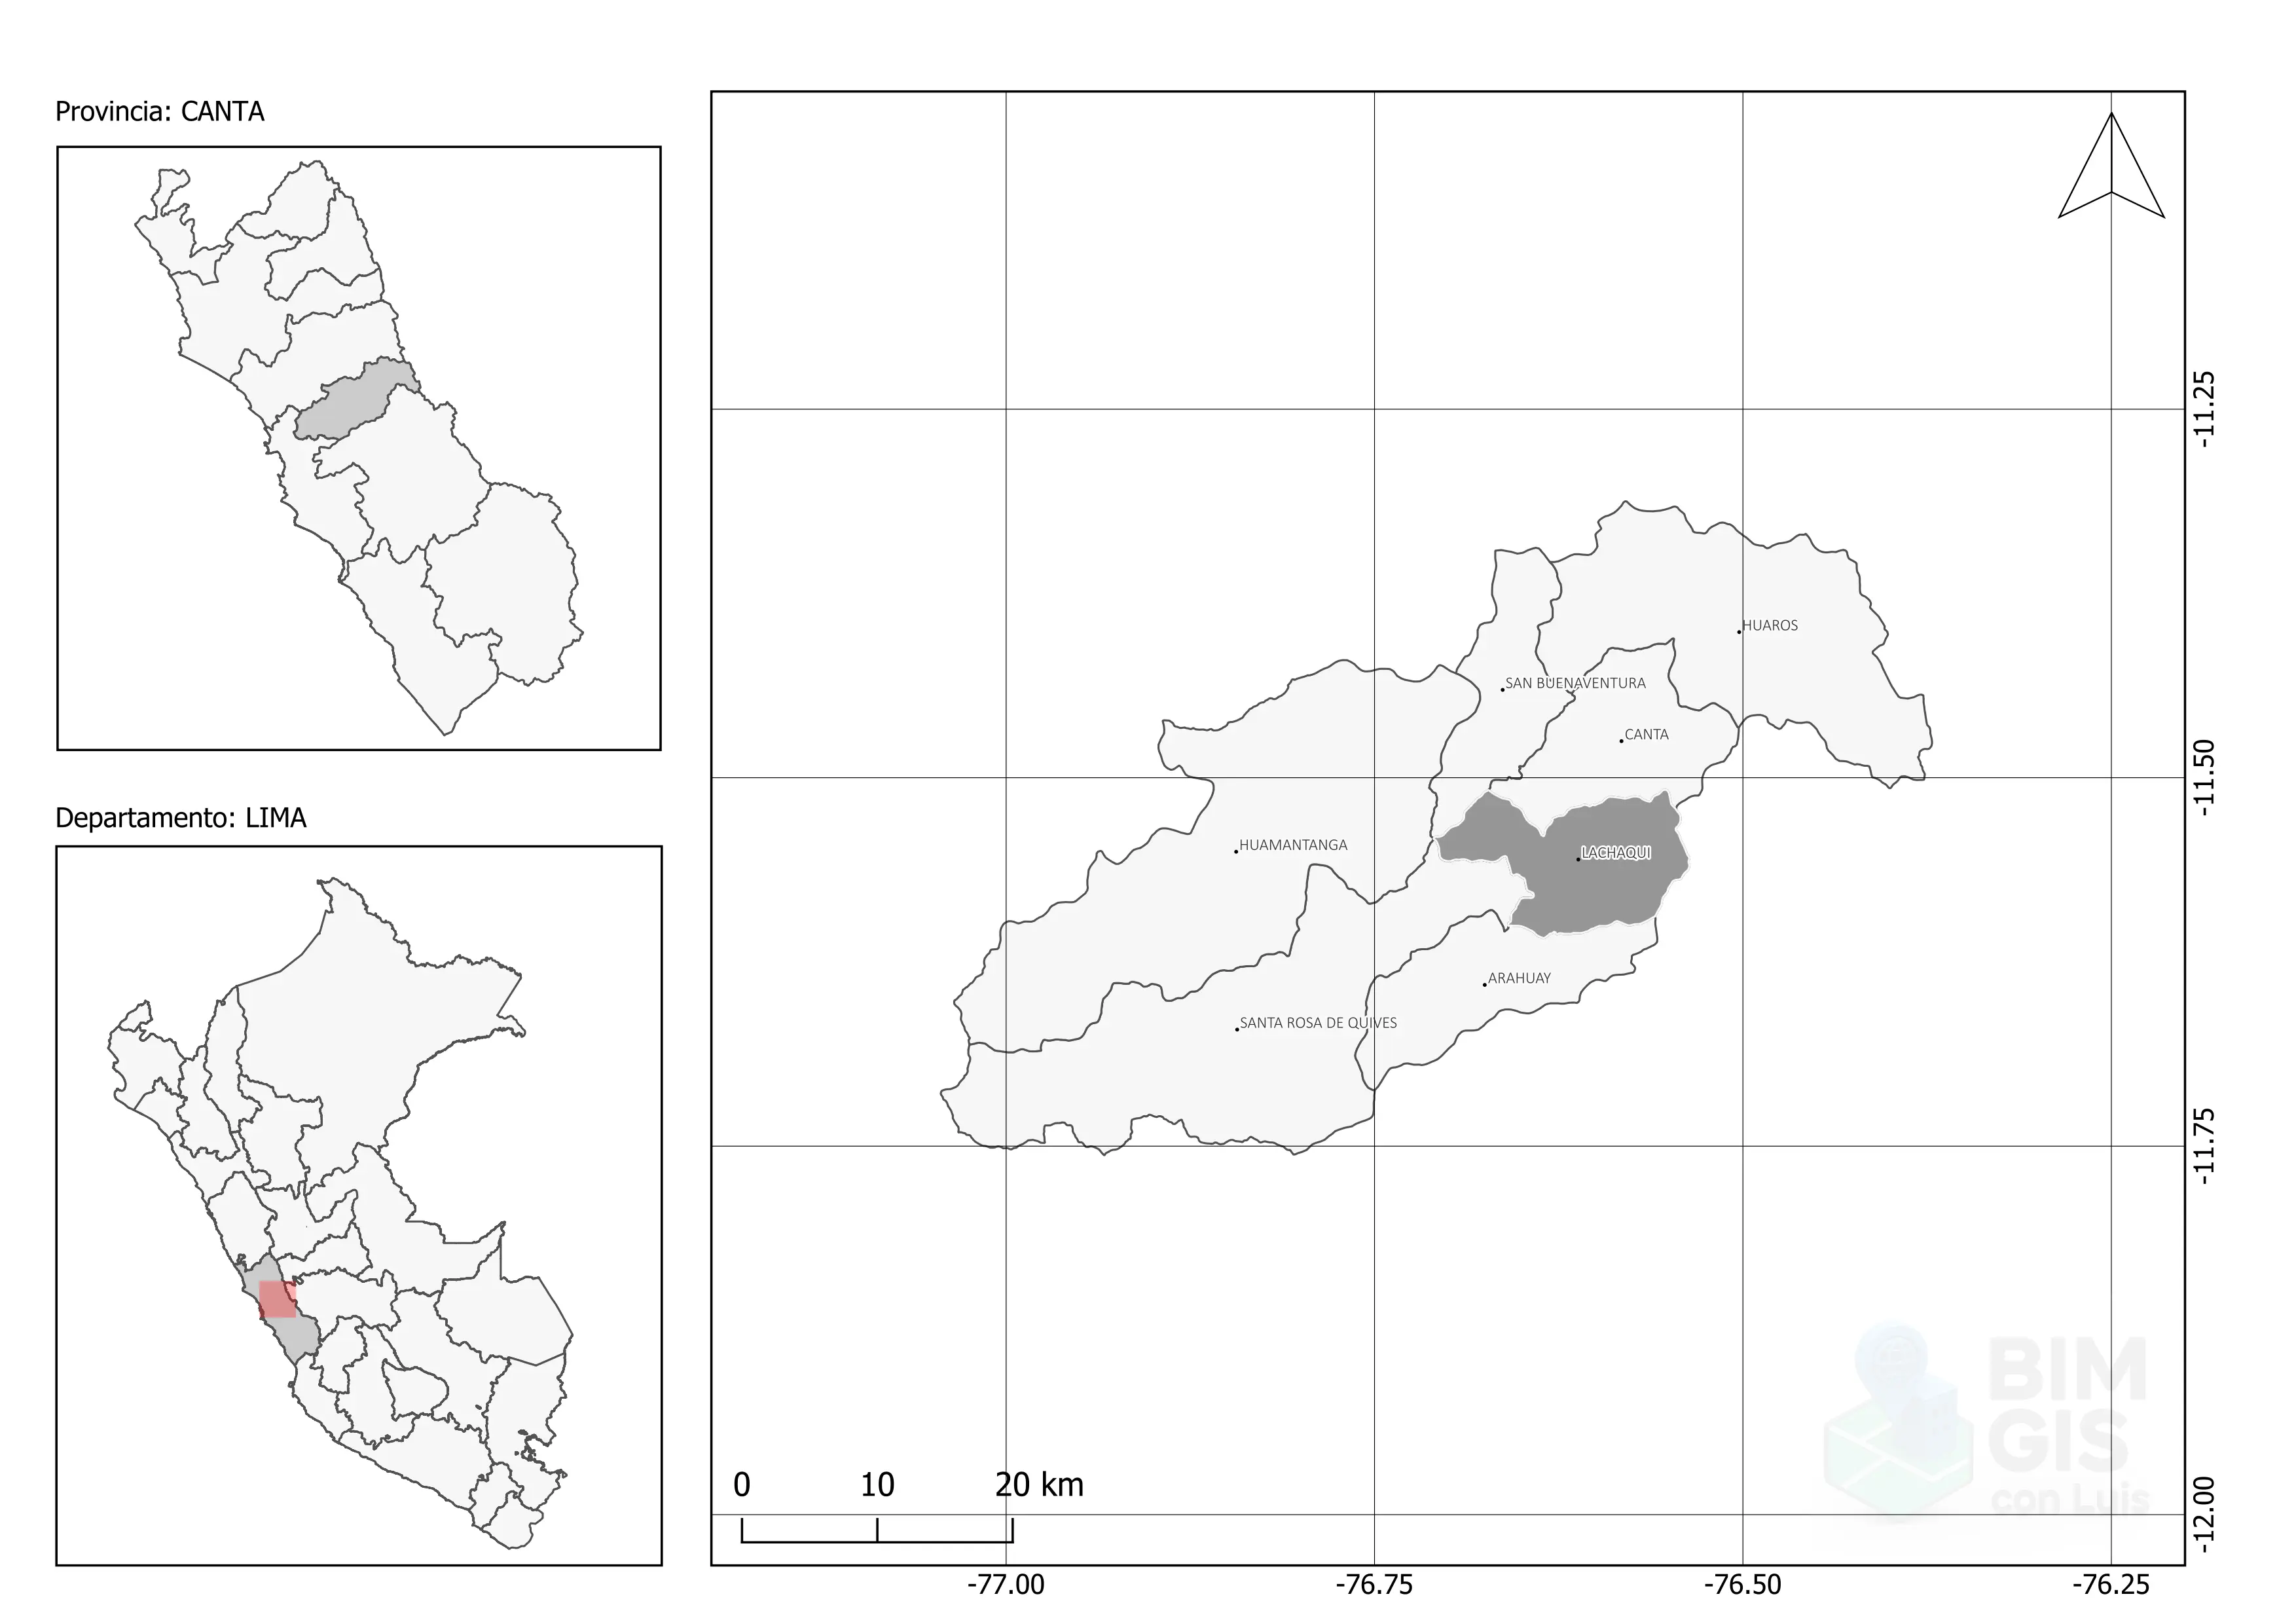 Provincia: CANTA
Departamento: LIMA
HUAROS
SAN BUENAVENTURA
CANTA
HUAMANTANGA
LACHAQUI
ARAHUAY
SANTA ROSA DE QUIVES
-11.25
-11.50
-11.75
-12.00
BIM
GIS
con Luis
0 10 20 km
-77.00 -76.75 -76.50 -76.25